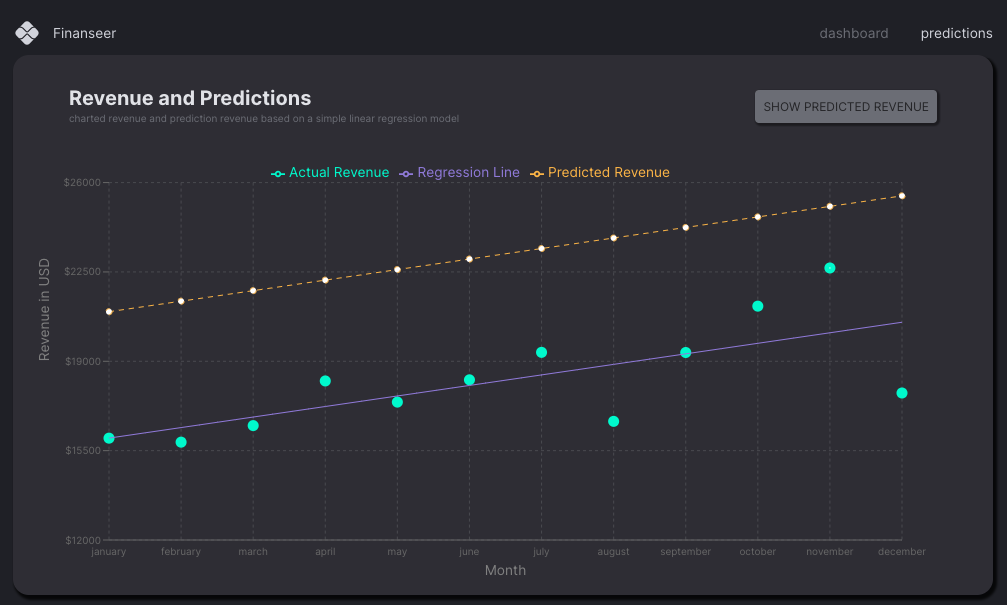 Finanseer
dashboard
predictions
Revenue and Predictions
charted revenue and prediction revenue based on a simple linear regression model
SHOW PREDICTED REVENUE
Actual Revenue
Regression Line
Predicted Revenue
$26000
$22500
$19000
$15500
$12000
Revenue in USD
january
february
march
april
may
june
july
august
september
october
november
december
Month